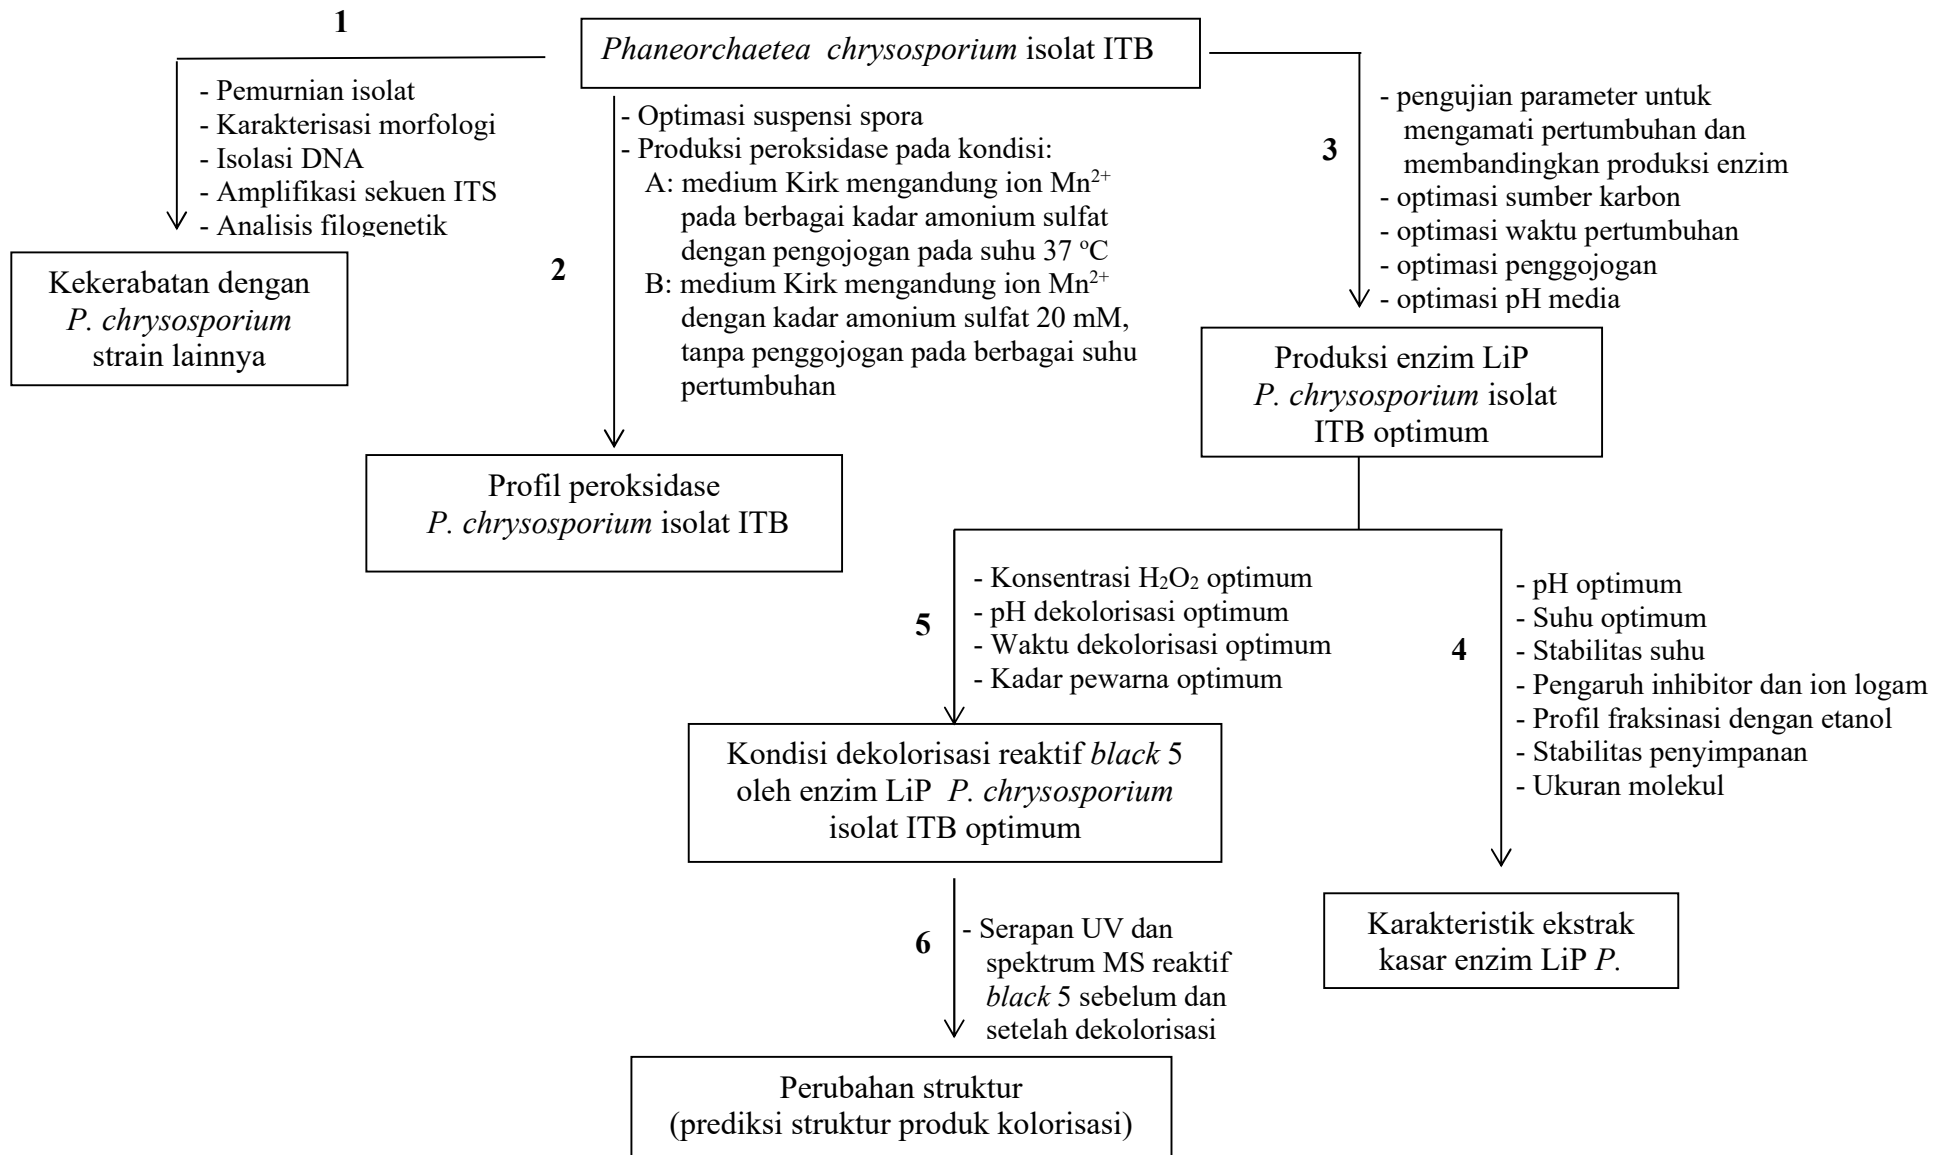 1
Phaneorchaetea chrysosporium isolat ITB
- Pemurnian isolat
- Karakterisasi morfologi
- Isolasi DNA
- Amplifikasi sekuen ITS
- Analisis filogenetik
Kekerabatan dengan
P. chrysosporium
strain lainnya
2
- Optimasi suspensi spora
- Produksi peroksidase pada kondisi:
A: medium Kirk mengandung ion Mn²⁺
pada berbagai kadar amonium sulfat
dengan pengojogan pada suhu 37 ºC
B: medium Kirk mengandung ion Mn²⁺
dengan kadar amonium sulfat 20 mM,
tanpa penggojogan pada berbagai suhu
pertumbuhan
Profil peroksidase
P. chrysosporium isolat ITB
3
- pengujian parameter untuk
mengamati pertumbuhan dan
membandingkan produksi enzim
- optimasi sumber karbon
- optimasi waktu pertumbuhan
- optimasi penggojogan
- optimasi pH media
Produksi enzim LiP
P. chrysosporium isolat
ITB optimum
5
- Konsentrasi H₂O₂ optimum
- pH dekolorisasi optimum
- Waktu dekolorisasi optimum
- Kadar pewarna optimum
Kondisi dekolorisasi reaktif black 5
oleh enzim LiP P. chrysosporium
isolat ITB optimum
4
- pH optimum
- Suhu optimum
- Stabilitas suhu
- Pengaruh inhibitor dan ion logam
- Profil fraksinasi dengan etanol
- Stabilitas penyimpanan
- Ukuran molekul
Karakteristik ekstrak
kasar enzim LiP P.
6
- Serapan UV dan
spektrum MS reaktif
black 5 sebelum dan
setelah dekolorisasi
Perubahan struktur
(prediksi struktur produk kolorisasi)